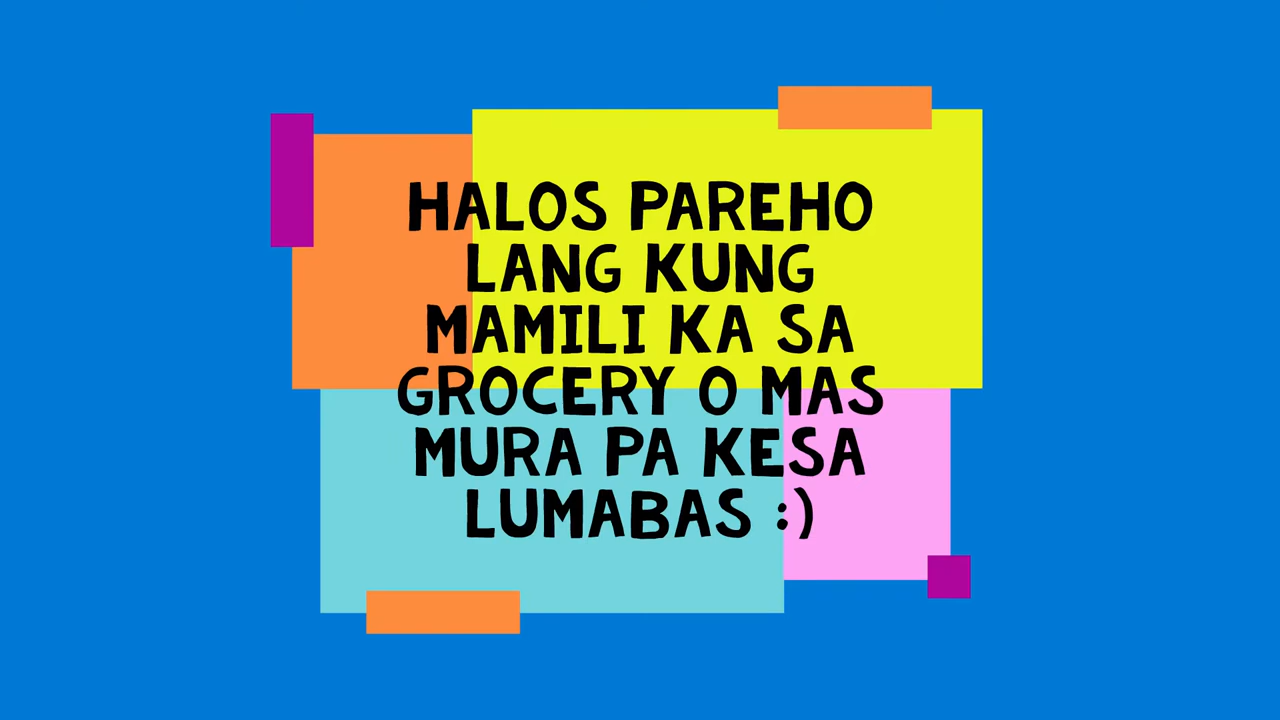 HALOS PAREHO
LANG KUNG
MAMILI KA SA
GROCERY O MAS
MURA PA KESA
LUMABAS :)